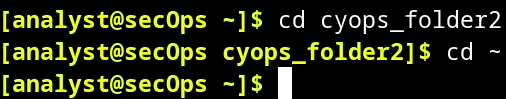 [analyst@secOps ~]$ cd cyops_folder2
[analyst@secOps cyops_folder2]$ cd ~
[analyst@secOps ~]$